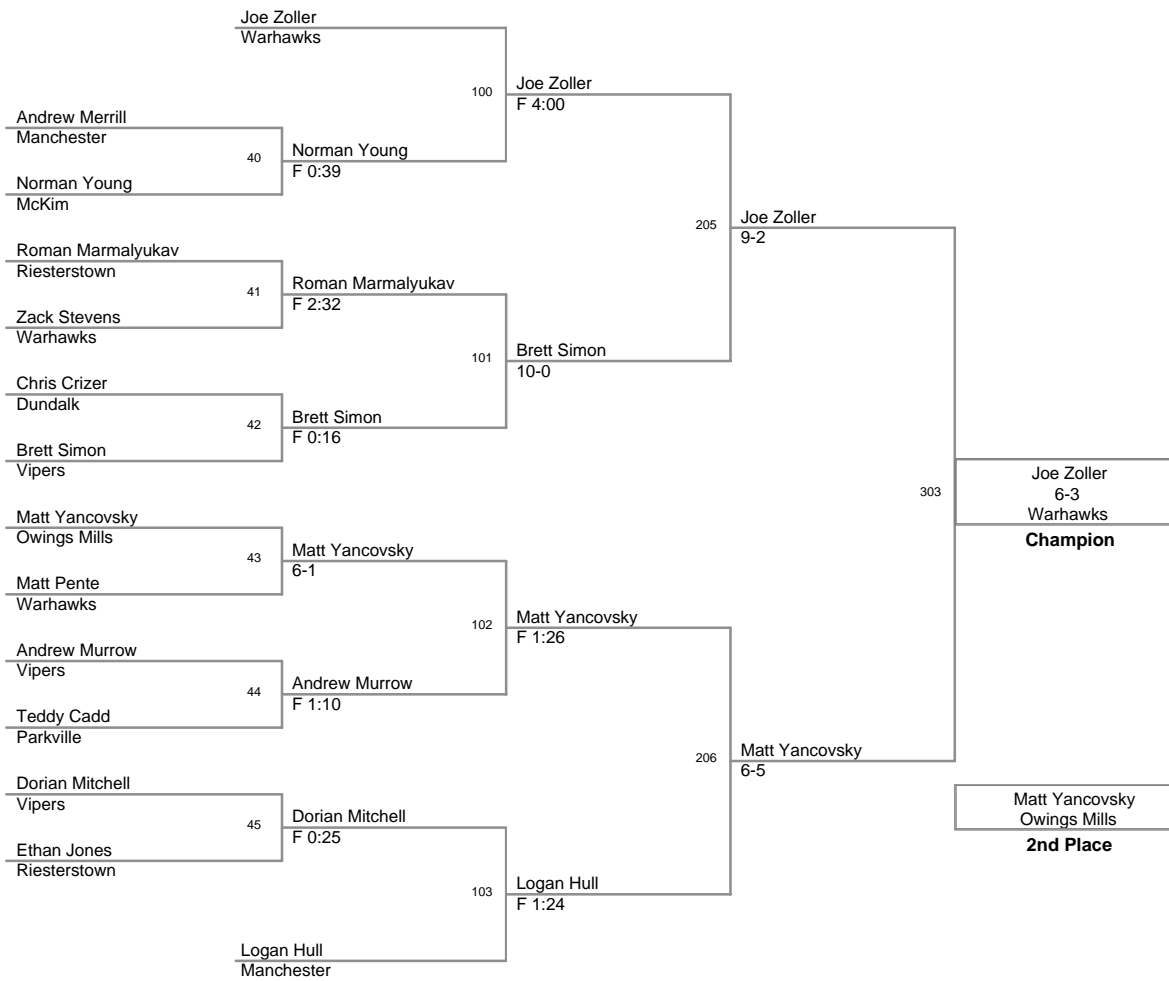 Joe Zoller
Warhawks
100
Joe Zoller
F 4:00
Andrew Merrill
Manchester
40
Norman Young
F 0:39
Norman Young
McKim
205
Joe Zoller
9-2
Roman Marmalyukav
Riesterstown
41
Roman Marmalyukav
F 2:32
Zack Stevens
Warhawks
101
Brett Simon
10-0
Chris Crizer
Dundalk
42
Brett Simon
F 0:16
Brett Simon
Vipers
303
Joe Zoller
6-3
Warhawks
Champion
Matt Yancovsky
Owings Mills
43
Matt Yancovsky
6-1
Matt Pente
Warhawks
102
Matt Yancovsky
F 1:26
Andrew Murrow
Vipers
44
Andrew Murrow
F 1:10
Teddy Cadd
Parkville
206
Matt Yancovsky
6-5
Dorian Mitchell
Vipers
45
Dorian Mitchell
F 0:25
Ethan Jones
Riesterstown
Matt Yancovsky
Owings Mills
2nd Place
103
Logan Hull
F 1:24
Logan Hull
Manchester